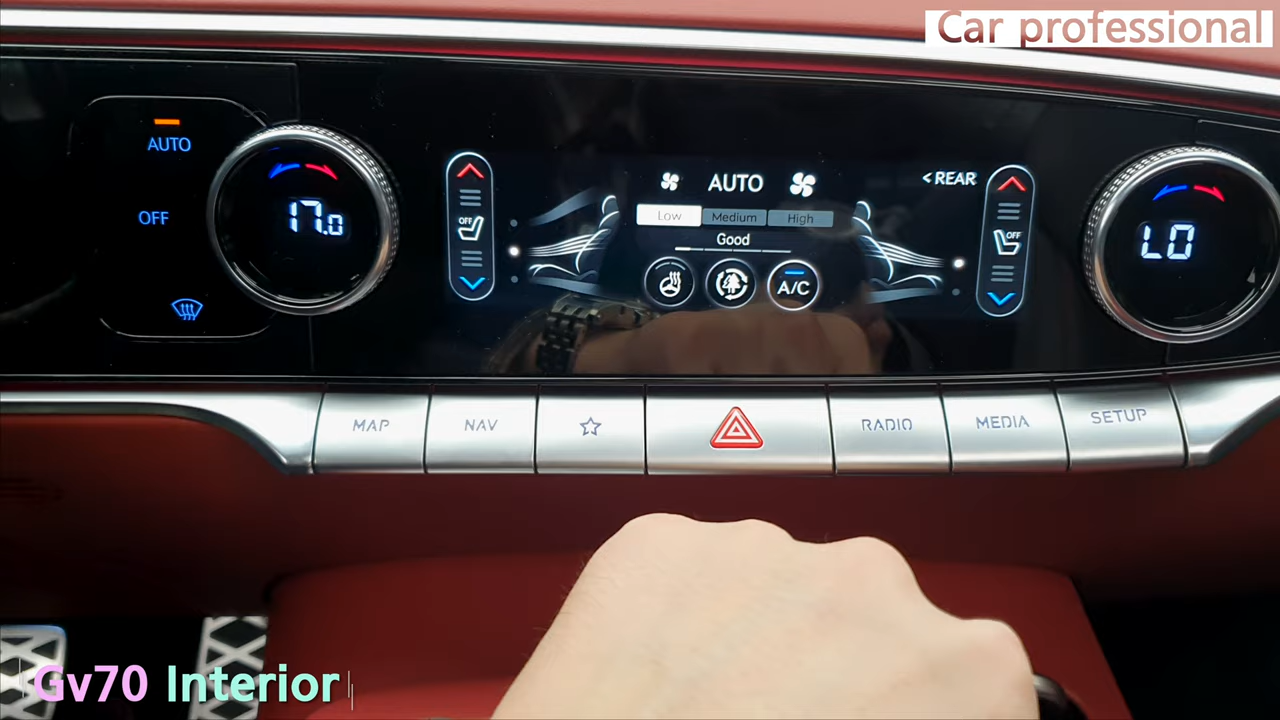 Car professional
AUTO
OFF
17.0
OFF
AUTO
Low Medium High
Good
A/C
< REAR
OFF
LO
MAP NAV RADIO MEDIA SETUP
Gv70 Interior